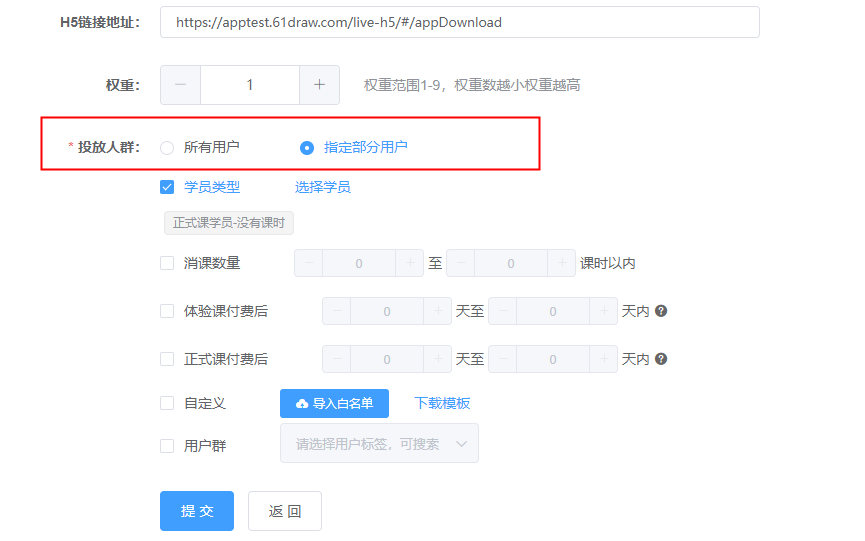 H5链接地址： https://apptest.61draw.com/live-h5/#/appDownload
权重： — 1 + 权重范围1-9，权重数越小权重越高
* 投放人群： 所有用户 指定部分用户
学员类型 选择学员
正式课学员-没有课时
消课数量 — 0 + 至 — 0 + 课时以内
体验课付费后 — 0 + 天至 — 0 + 天内 ?
正式课付费后 — 0 + 天至 — 0 + 天内 ?
自定义 导入白名单 下载模板
用户群 请选择用户标签，可搜索
提 交 返 回